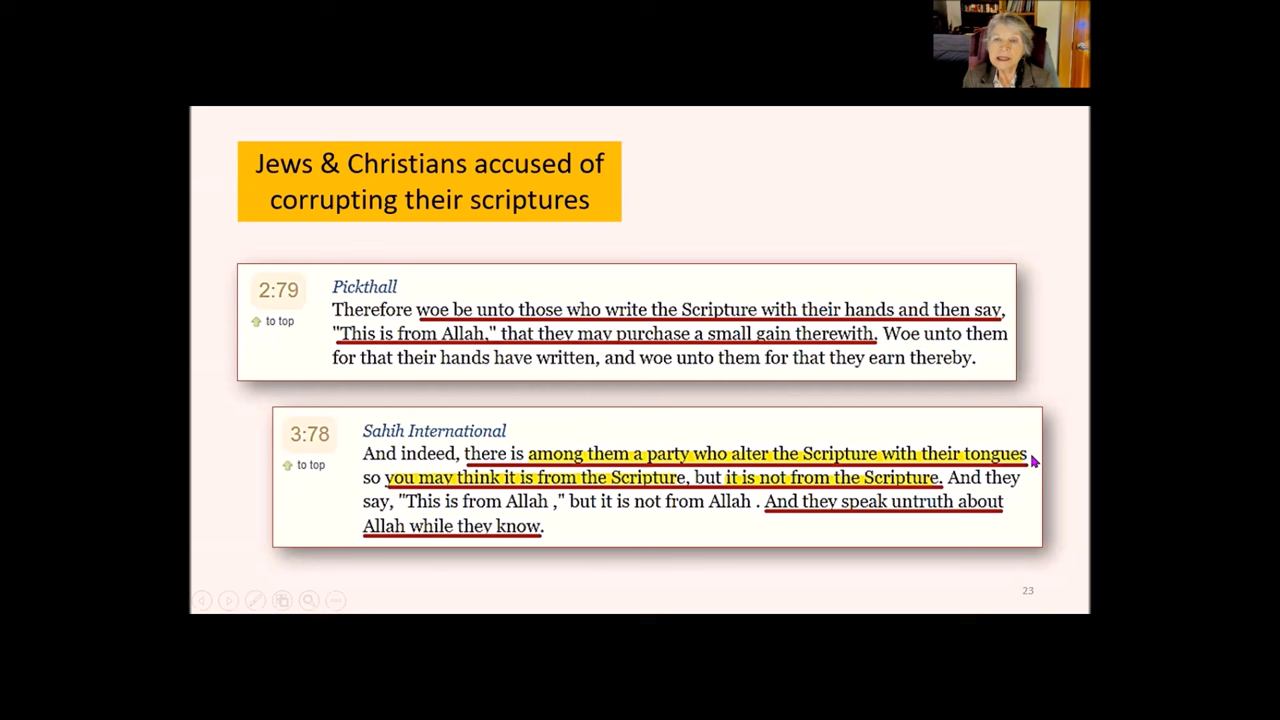 Jews & Christians accused of
corrupting their scriptures
2:79
to top
Pickthall
Therefore woe be unto those who write the Scripture with their hands and then say,
"This is from Allah," that they may purchase a small gain therewith. Woe unto them
for that their hands have written, and woe unto them for that they earn thereby.
3:78
to top
Sahih International
And indeed, there is among them a party who alter the Scripture with their tongues
so you may think it is from the Scripture, but it is not from the Scripture. And they
say, "This is from Allah ," but it is not from Allah . And they speak untruth about
Allah while they know.
23